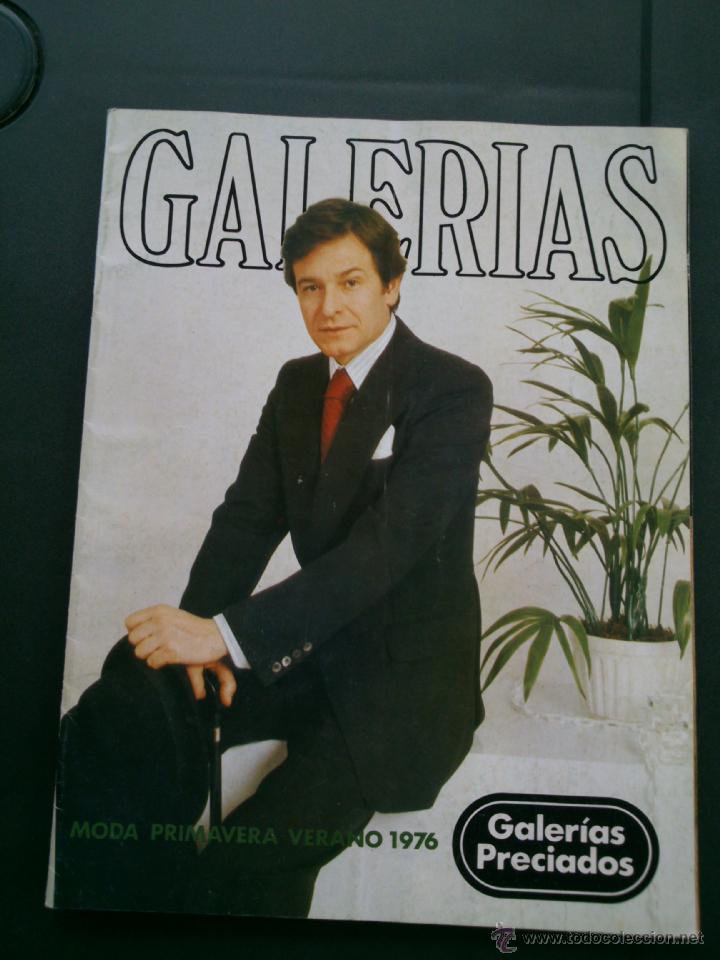 GALERIAS
MODA PRIMAVERA VERANO 1976
Galerías
Preciados
© www.todocoleccion.net